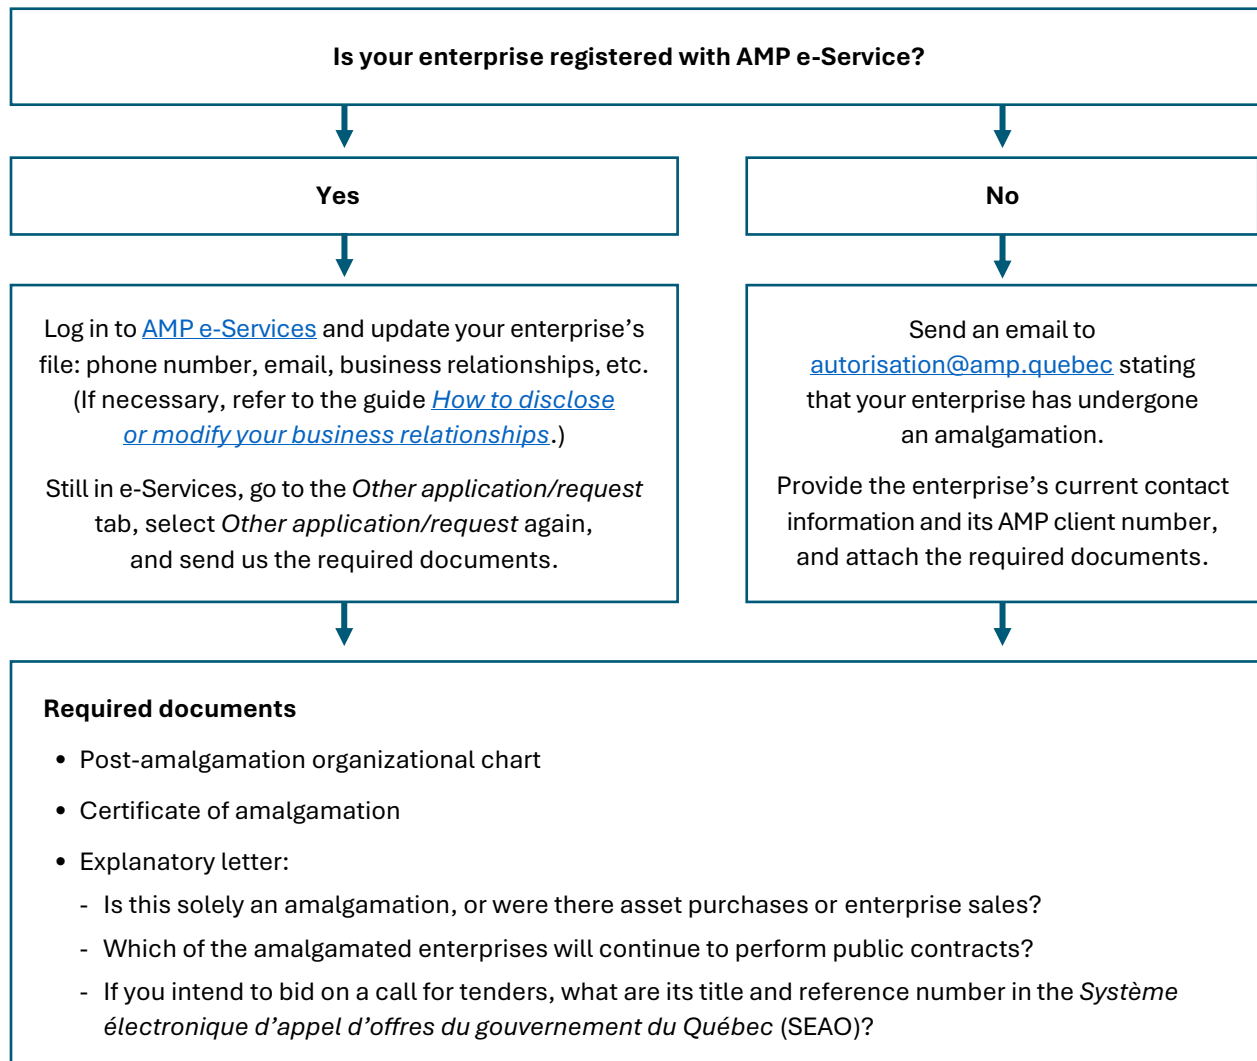 Is your enterprise registered with AMP e-Service?
Yes
No
Log in to AMP e-Services and update your enterprise’s
file: phone number, email, business relationships, etc.
(If necessary, refer to the guide How to disclose
or modify your business relationships.)
Still in e-Services, go to the Other application/request
tab, select Other application/request again,
and send us the required documents.
Send an email to
autorisation@amp.quebec stating
that your enterprise has undergone
an amalgamation.
Provide the enterprise’s current contact
information and its AMP client number,
and attach the required documents.
Required documents
• Post-amalgamation organizational chart
• Certificate of amalgamation
• Explanatory letter:
- Is this solely an amalgamation, or were there asset purchases or enterprise sales?
- Which of the amalgamated enterprises will continue to perform public contracts?
- If you intend to bid on a call for tenders, what are its title and reference number in the Système
électronique d’appel d’offres du gouvernement du Québec (SEAO)?